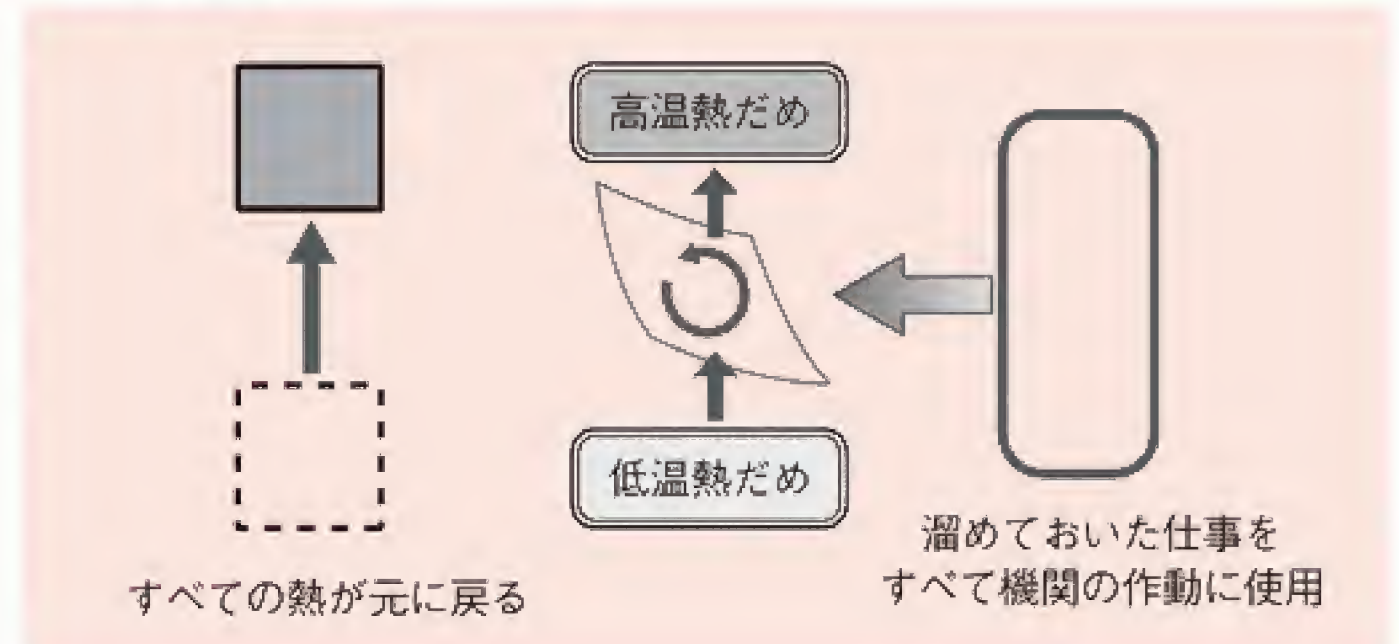 高温熱だめ
低温熱だめ
すべての熱が元に戻る
溜めておいた仕事を
すべて機関の作動に使用